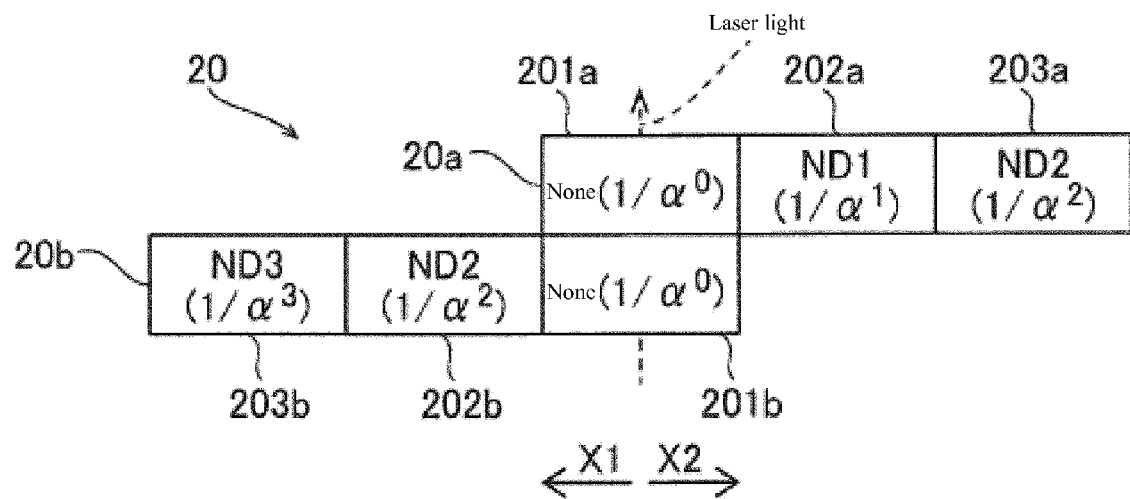 Laser light
20
201a
202a
203a
20a
None(1/α⁰)
ND1
(1/α¹)
ND2
(1/α²)
20b
ND3
(1/α³)
ND2
(1/α²)
None(1/α⁰)
203b
202b
201b
X1
X2